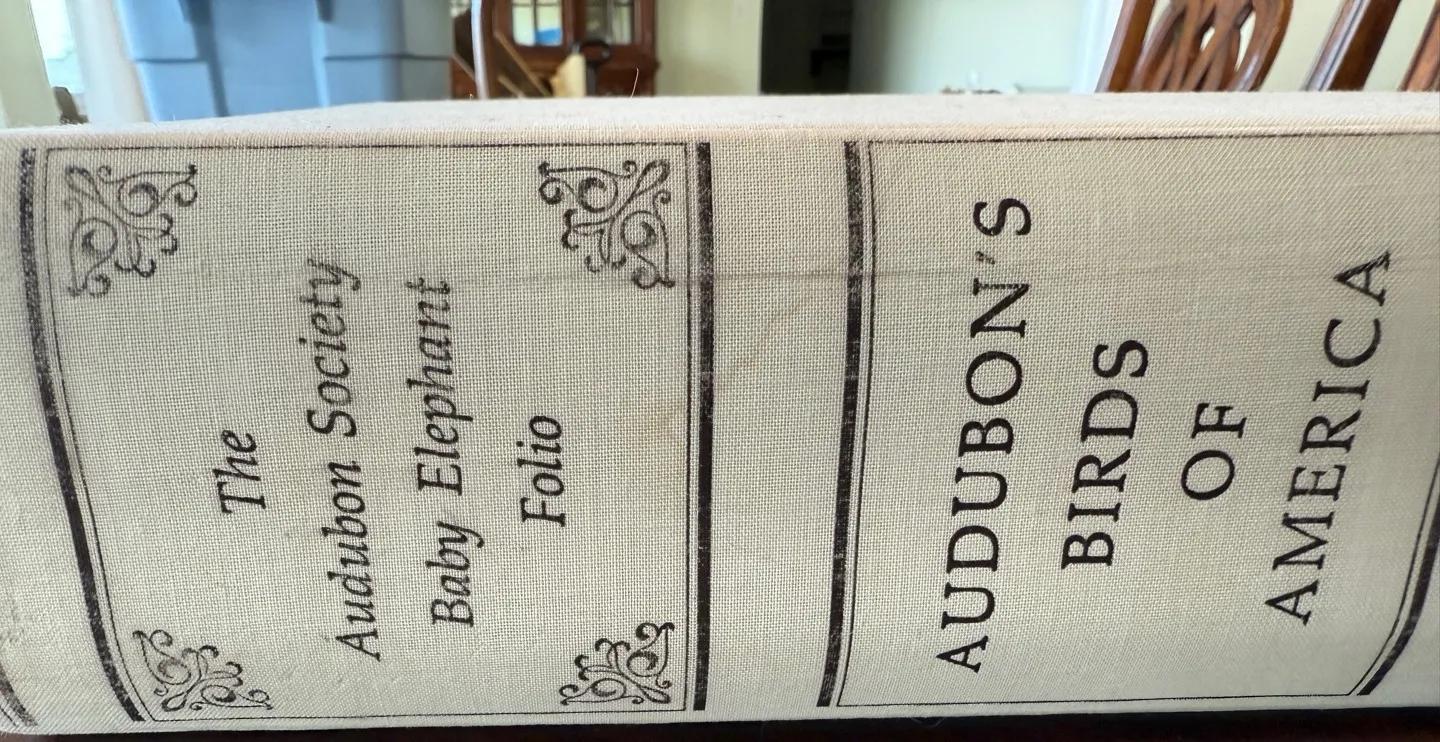 The
Audubon Society
Baby Elephant
Folio
AUDUBON'S
BIRDS
OF
AMERICA